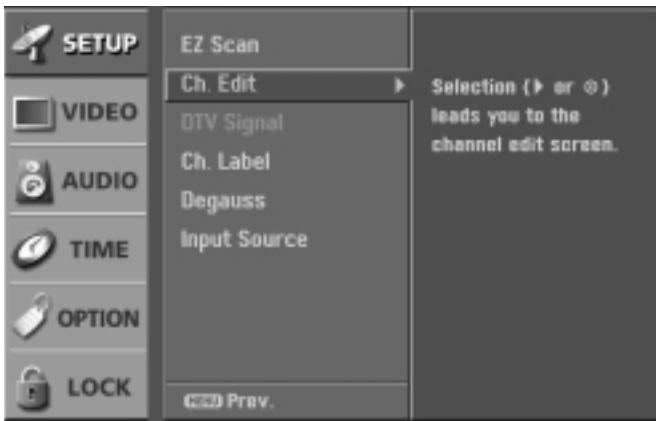 SETUP
VIDEO
AUDIO
TIME
OPTION
LOCK
EZ Scan
Ch. Edit
DTV Signal
Ch. Label
Degauss
Input Source
MENU Prev.
Selection (▶ or ⊙)
leads you to the
channel edit screen.